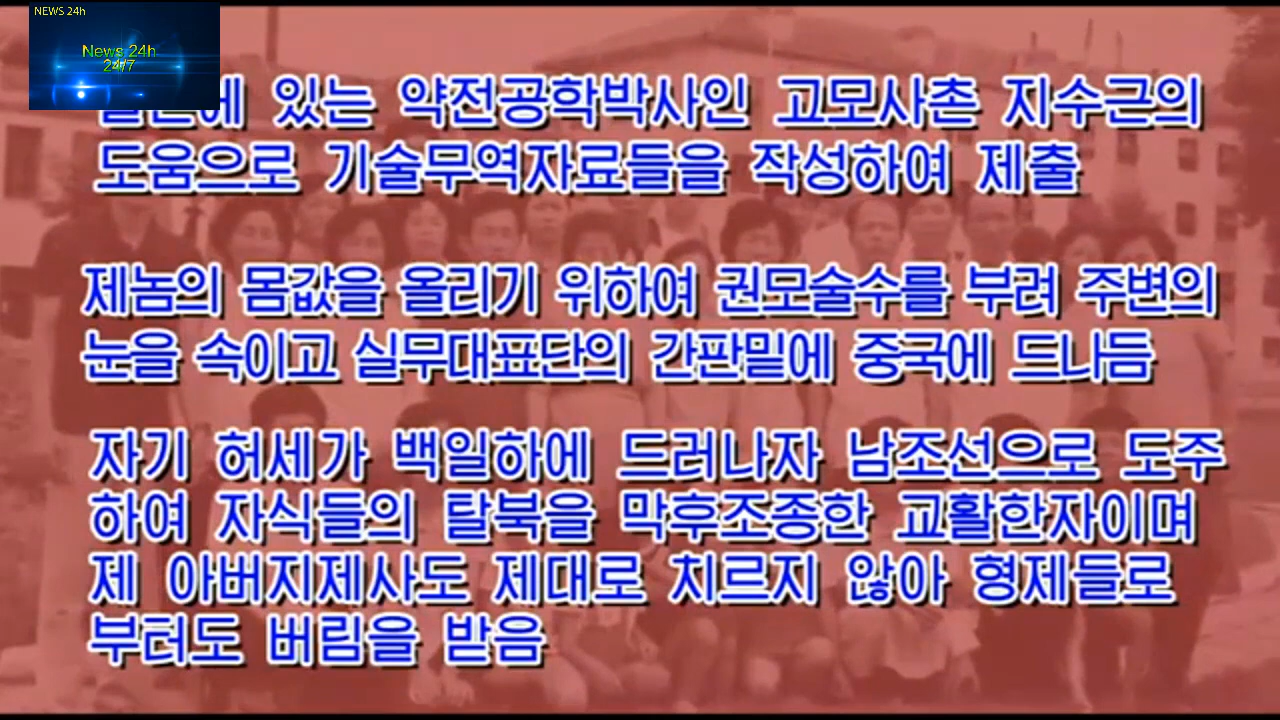 NEWS 24h
News 24h
24/7
있는 약전공학박사인 고모사촌 지수근의
도움으로 기술무역자료들을 작성하여 제출
제놈의 몸값을 올리기 위하여 권모술수를 부려 주변의
눈을 속이고 실무대표단의 간판밑에 중국에 드나듬
자기 허세가 백일하에 드러나자 남조선으로 도주
하여 자식들의 탈북을 막후조종한 교활한자이며
제 아버지제사도 제대로 치르지 않아 형제들로
부터도 버림을 받음